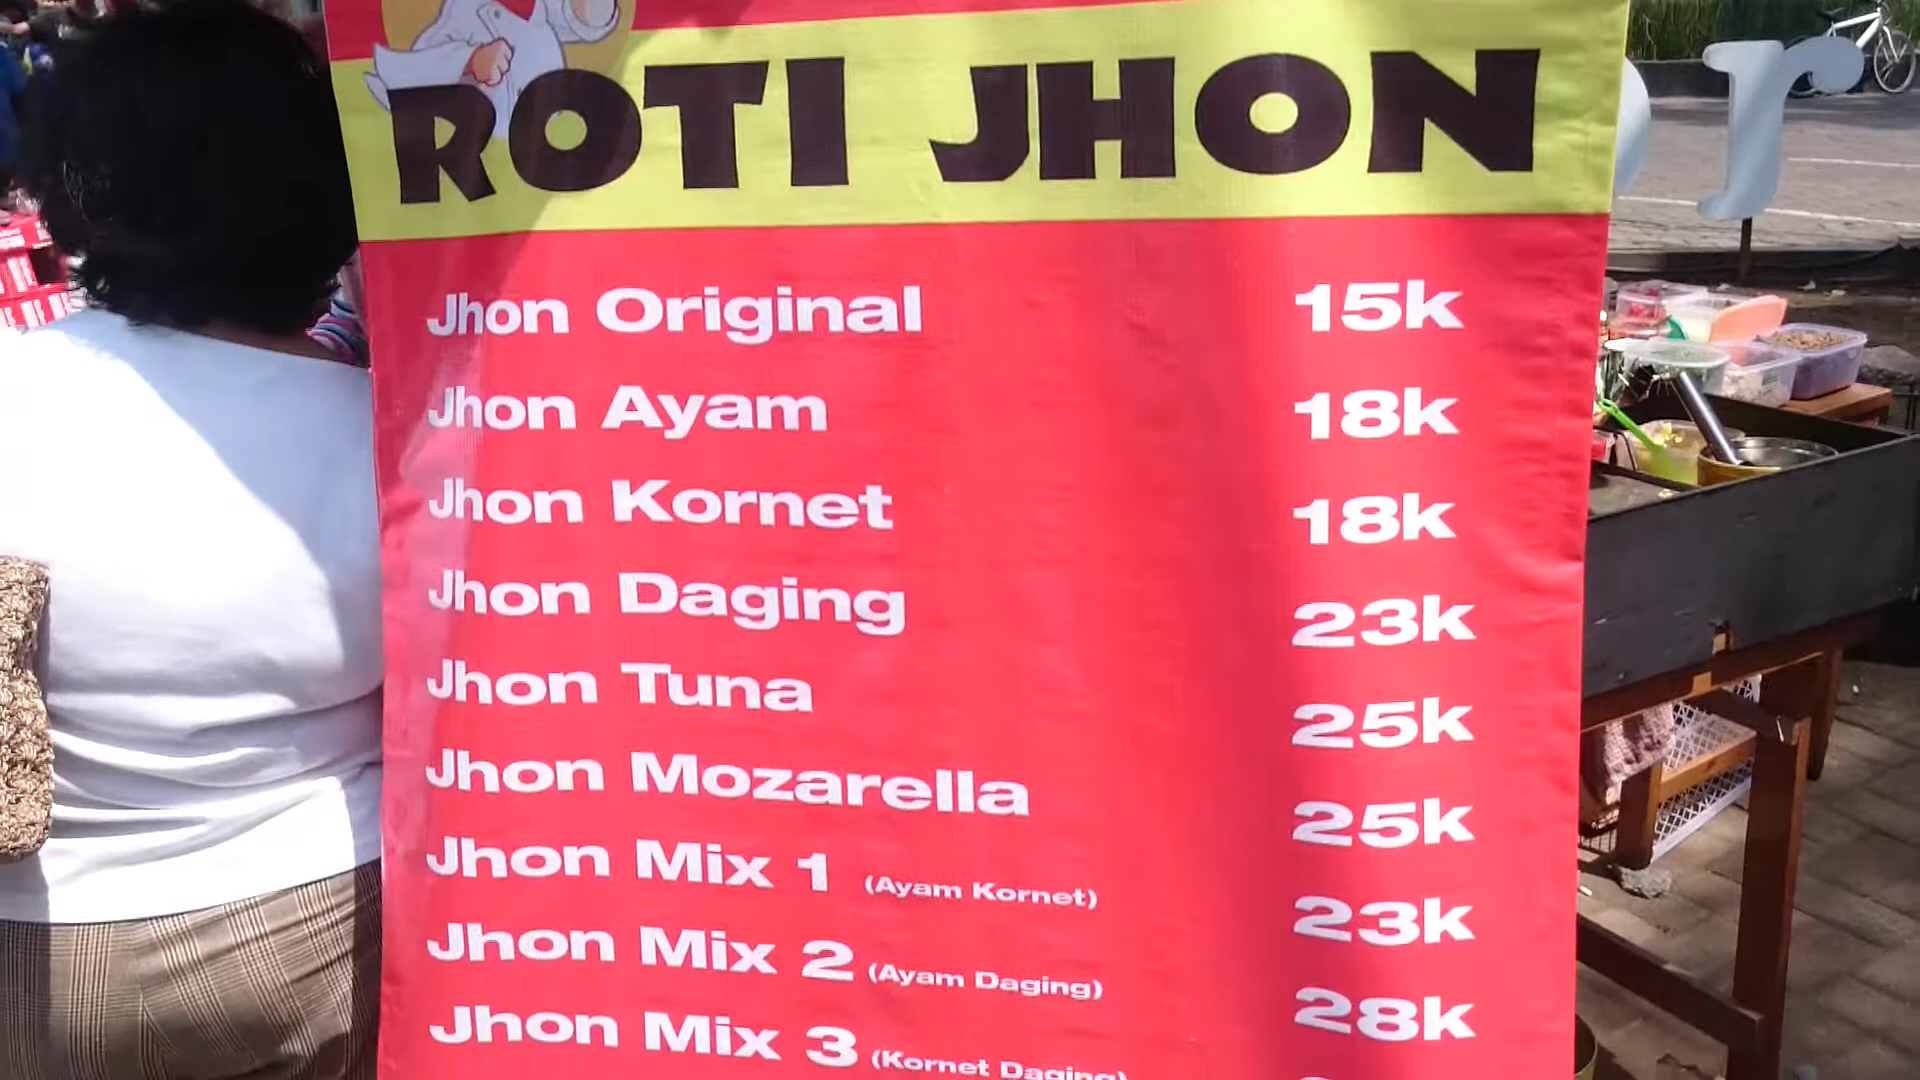 ROTI JHON
Jhon Original 15k
Jhon Ayam 18k
Jhon Kornet 18k
Jhon Daging 23k
Jhon Tuna 25k
Jhon Mozarella 25k
Jhon Mix 1 (Ayam Kornet) 23k
Jhon Mix 2 (Ayam Daging) 28k
Jhon Mix 3 (Kornet Daging)